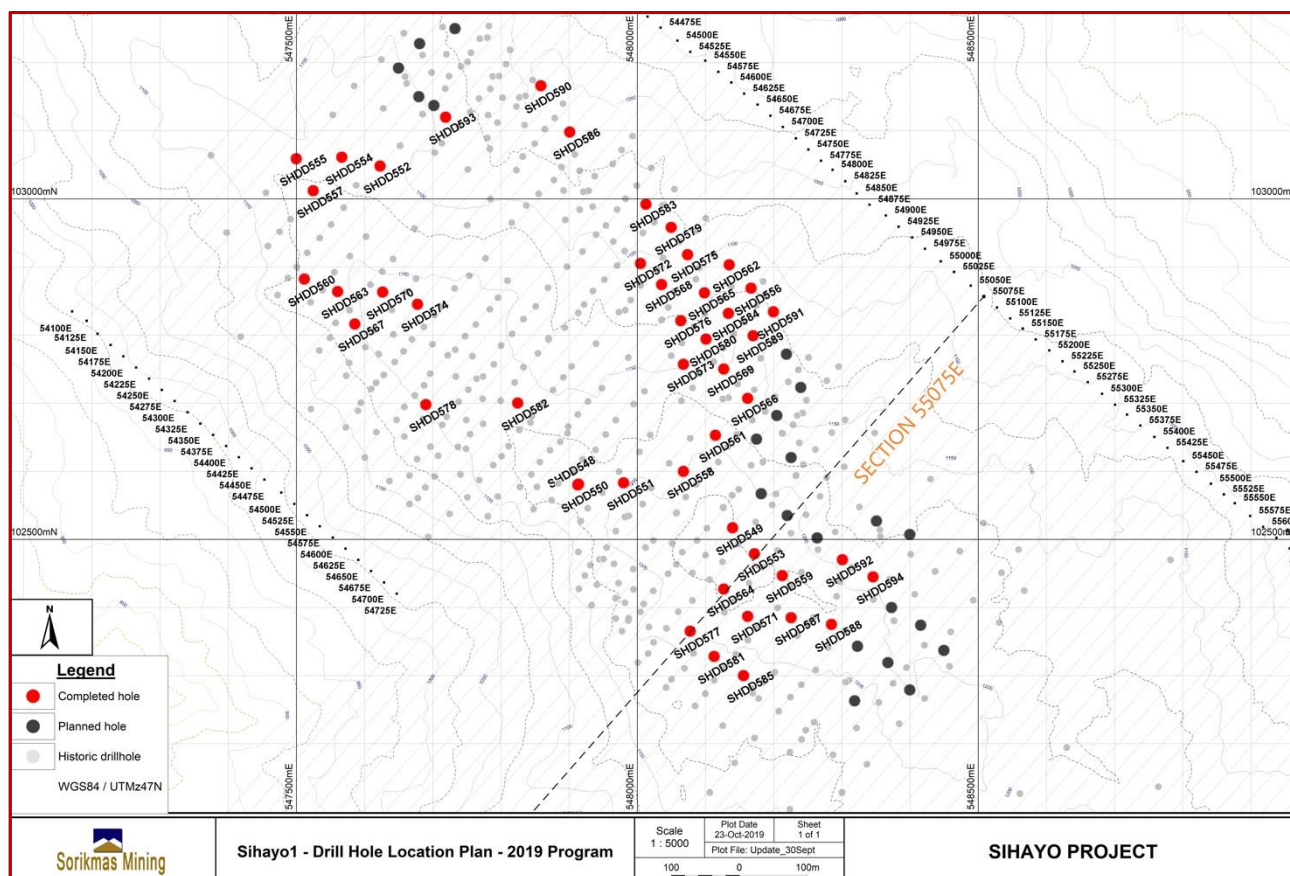 547500mE
548000mE
548500mE
54475E
54500E
54525E
54550E
54575E
54600E
54625E
54650E
54675E
54700E
54725E
54750E
54775E
54800E
54825E
54850E
54875E
54900E
54925E
54950E
54975E
55000E
55025E
55050E
55075E
55100E
55125E
55150E
55175E
55200E
55225E
55250E
55275E
55300E
55325E
55350E
55375E
55400E
55425E
55450E
55475E
55500E
55525E
55550E
55575E
SHDD590
SHDD593
SHDD586
SHDD555
SHDD554
SHDD552
SHDD557
103000mN
103000mN
SHDD583
SHDD579
SHDD572
SHDD575
SHDD562
SHDD568
SHDD565
SHDD556
SHDD560
SHDD563
SHDD570
SHDD574
SHDD567
SHDD576
SHDD584
SHDD591
SHDD580
SHDD589
SHDD573
SHDD569
SHDD566
SHDD578
SHDD582
SHDD561
SHDD558
SHDD548
SHDD550
SHDD551
SECTION 55075E
54100E
54125E
54150E
54175E
54200E
54225E
54250E
54275E
54300E
54325E
54350E
54375E
54400E
54425E
54450E
54475E
54500E
54525E
54550E
54575E
54600E
54625E
54650E
54675E
54700E
54725E
102500mN
102500mN
SHDD549
SHDD553
SHDD559
SHDD592
SHDD594
SHDD564
SHDD571
SHDD587
SHDD588
SHDD577
SHDD581
SHDD585
N
Legend
Completed hole
Planned hole
Historic drillhole
WGS84 / UTMz47N
547500mE
548000mE
548500mE
Sorikmas Mining
Sihayo1 - Drill Hole Location Plan - 2019 Program
Scale
1 : 5000
Plot Date
23-Oct-2019
Sheet
1 of 1
Plot File: Update_30Sept
100 0 100m
SIHAYO PROJECT